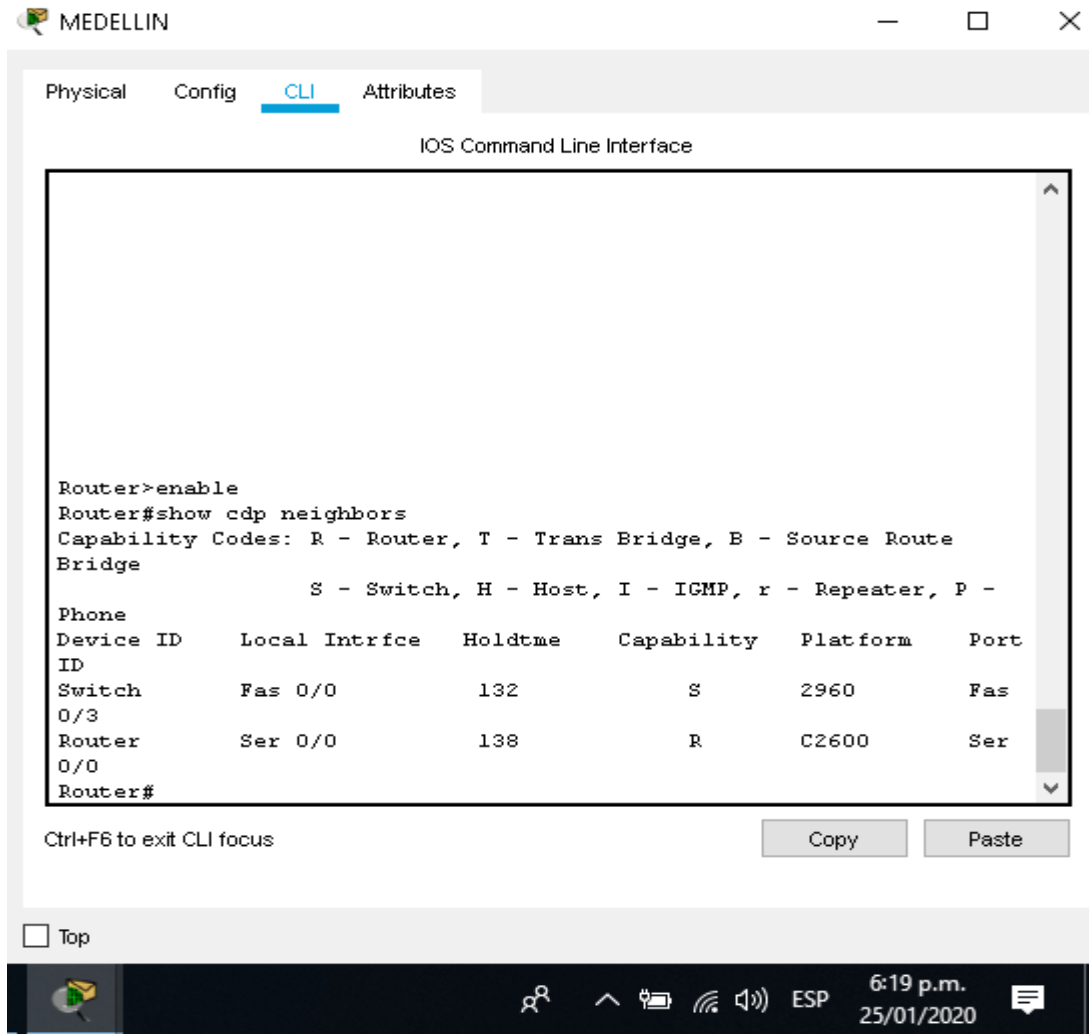 MEDELLIN
Physical Config CLI Attributes
IOS Command Line Interface
Router>enable
Router#show cdp neighbors
Capability Codes: R - Router, T - Trans Bridge, B - Source Route
Bridge
S - Switch, H - Host, I - IGMP, r - Repeater, P -
Phone
Device ID Local Intrfce Holdtme Capability Platform Port
ID
Switch Fas 0/0 132 S 2960 Fas
0/3
Router Ser 0/0 138 R C2600 Ser
0/0
Router#
Ctrl+F6 to exit CLI focus Copy Paste
Top
ESP 6:19 p.m.
25/01/2020